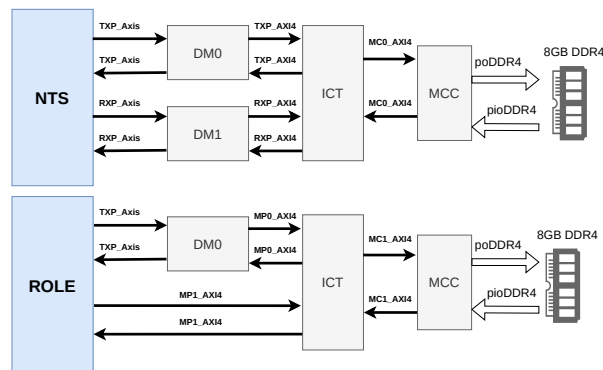 TXP_Axis
TXP_AXI4
DM0
TXP_Axis
TXP_AXI4
MC0_AXI4
8GB DDR4
poDDR4
NTS
ICT
MCC
RXP_Axis
RXP_AXI4
MC0_AXI4
pioDDR4
DM1
RXP_Axis
RXP_AXI4
TXP_Axis
MP0_AXI4
DM0
TXP_Axis
MP0_AXI4
MC1_AXI4
8GB DDR4
poDDR4
ROLE
ICT
MCC
MP1_AXI4
MC1_AXI4
pioDDR4
MP1_AXI4